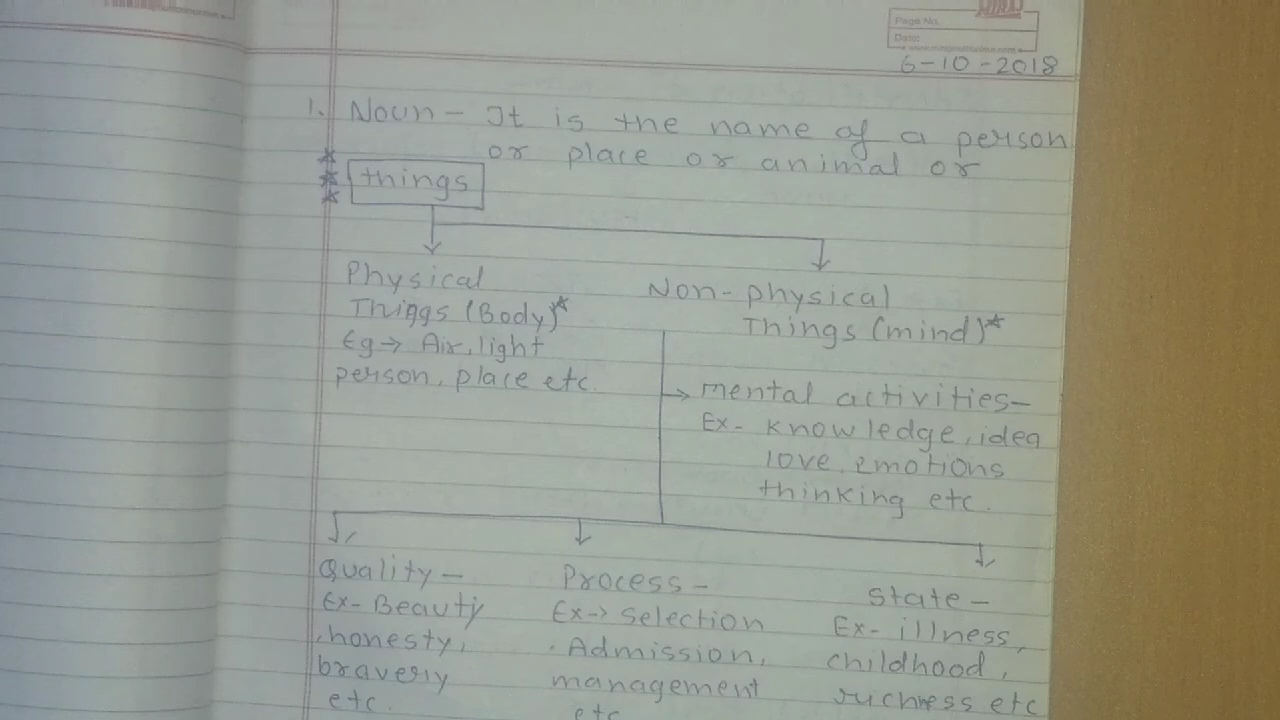 Page No.
Date:
6-10-2018
1. Noun - It is the name of a person
or place or animal or
things
Physical
Things (Body)*
Eg → Air, light
person, place etc.
Non-physical
Things (mind)*
→ mental activities-
Ex- knowledge, idea
love, emotions
thinking etc.
Quality -
Ex- Beauty
, honesty,
bravery
etc.
Process -
Ex → selection
. Admission,
management
etc
State -
Ex- illness,
childhood,
richness etc